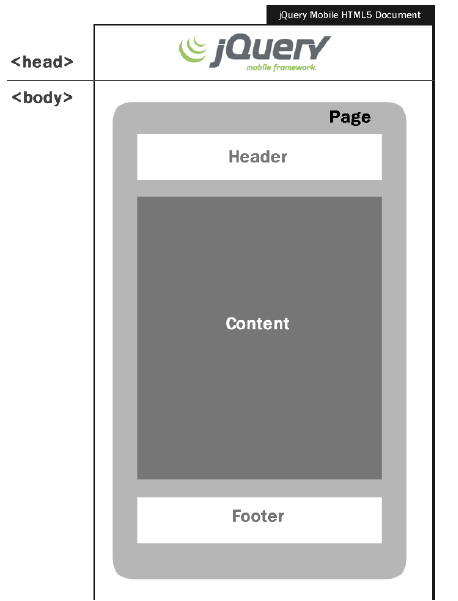 jQuery Mobile HTML5 Document
<head>
jQuery
mobile framework.
<body>
Page
Header
Content
Footer